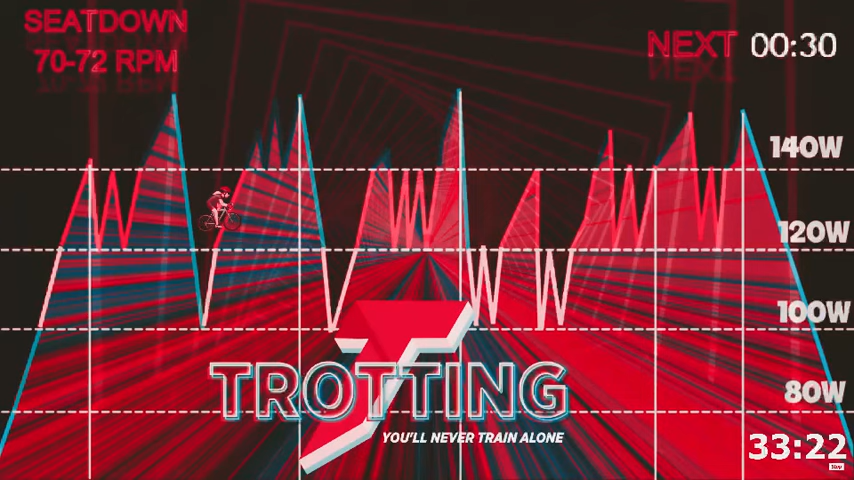 SEATDOWN
70-72 RPM
NEXT 00:30
140W
120W
100W
80W
TROTTING
YOU'LL NEVER TRAIN ALONE
33:22